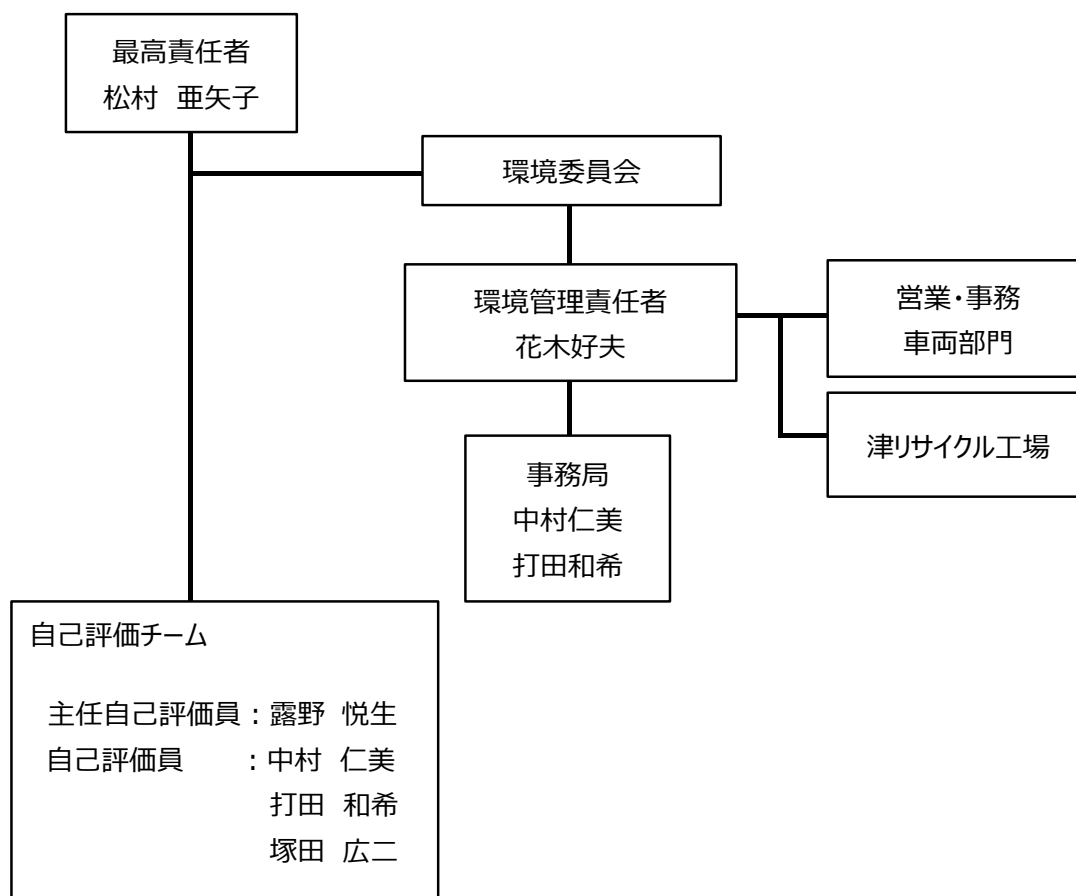 最高責任者
松村 亜矢子
環境委員会
環境管理責任者
花木好夫
営業・事務
車両部門
津リサイクル工場
事務局
中村仁美
打田和希
自己評価チーム
主任自己評価員：露野 悦生
自己評価員 ：中村 仁美
打田 和希
塚田 広二